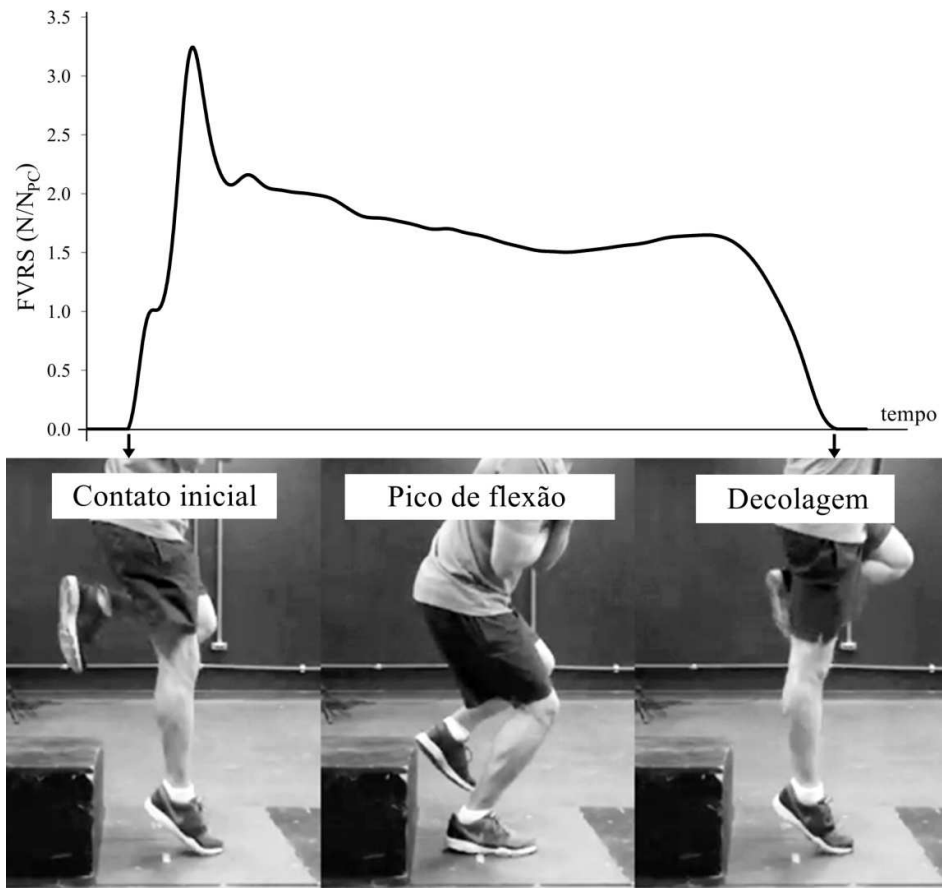 3.5
3.0
2.5
2.0
1.5
1.0
0.5
0.0
FVRS (N/N_PC)
tempo
Contato inicial
Pico de flexão
Decolagem